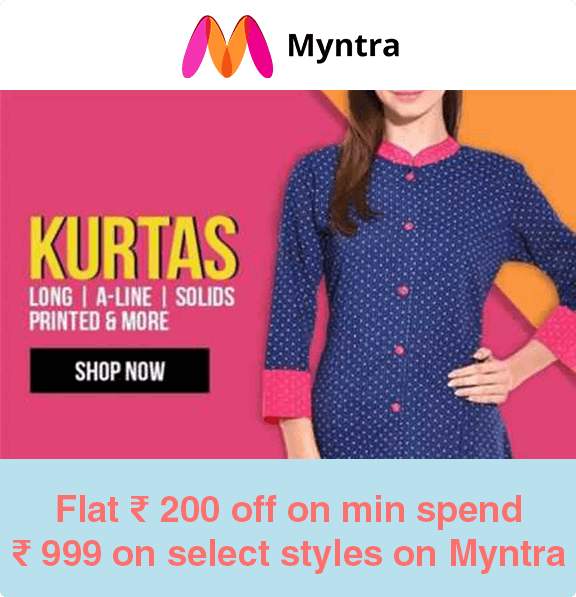 Myntra
KURTAS
LONG | A-LINE | SOLIDS
PRINTED & MORE
SHOP NOW
Flat ₹ 200 off on min spend
₹ 999 on select styles on Myntra